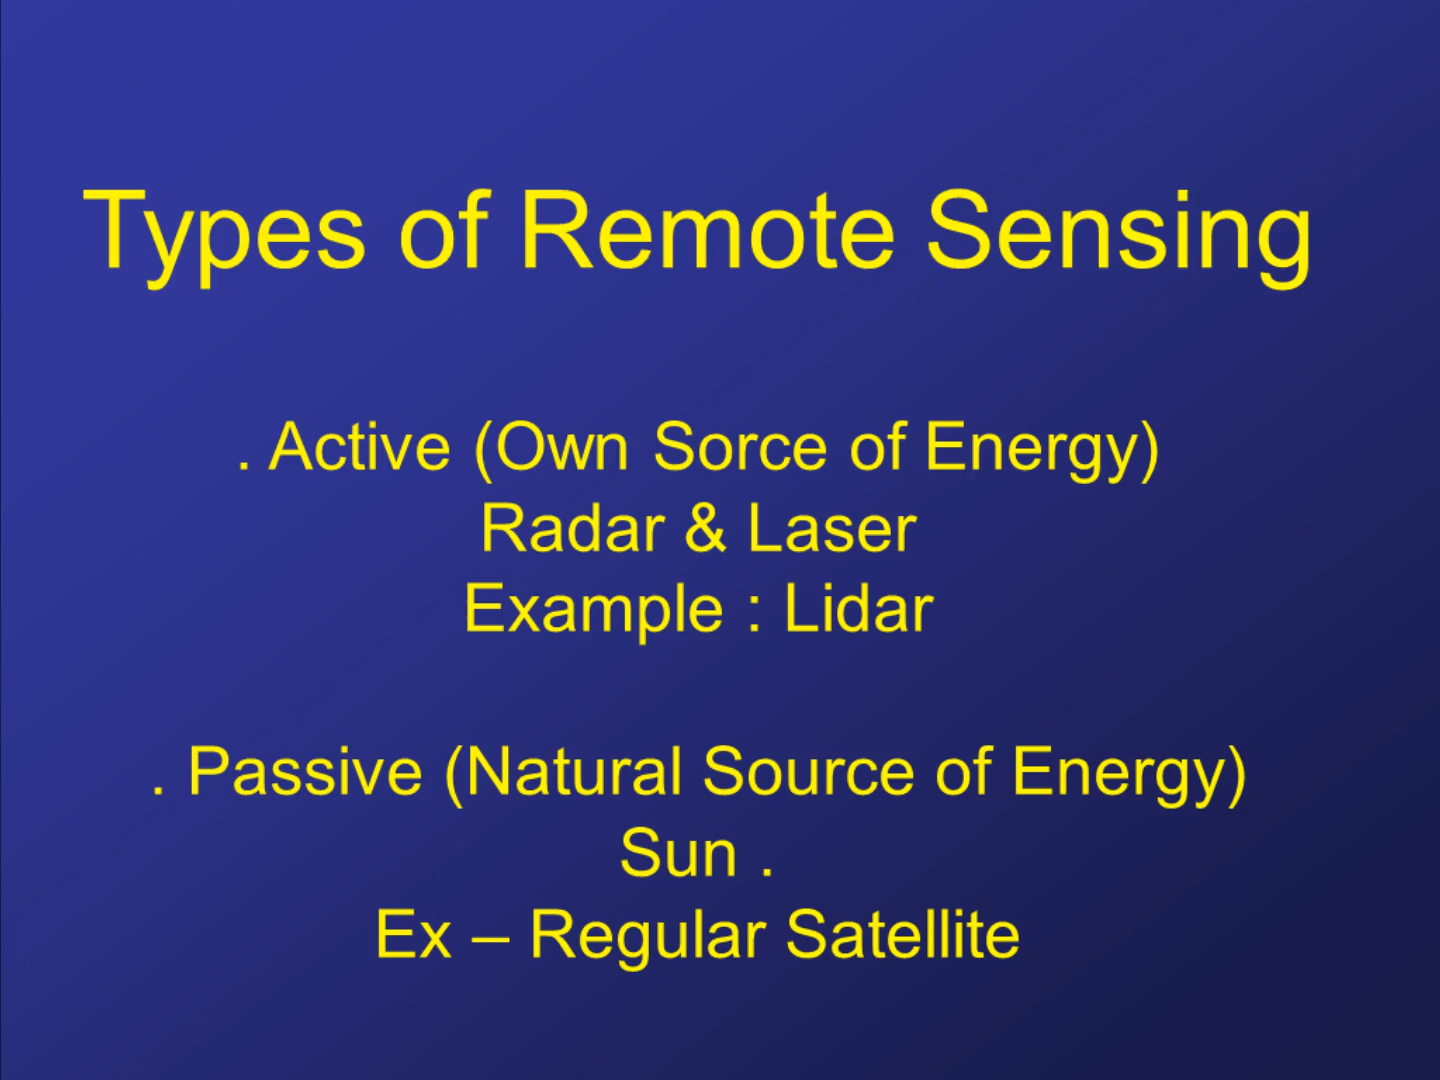 Types of Remote Sensing
. Active (Own Sorce of Energy)
Radar & Laser
Example : Lidar
. Passive (Natural Source of Energy)
Sun .
Ex – Regular Satellite